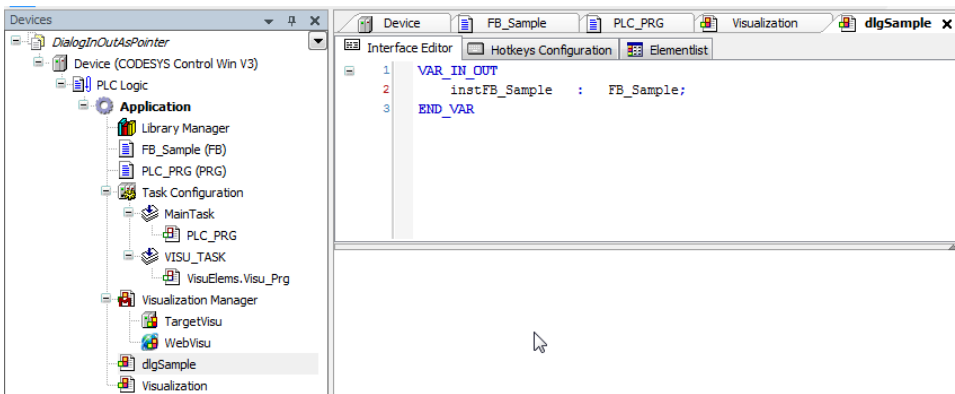 Devices
DialogInOutAsPointer
Device (CODESYS Control Win V3)
PLC Logic
Application
Library Manager
FB_Sample (FB)
PLC_PRG (PRG)
Task Configuration
MainTask
PLC_PRG
VISU_TASK
VisuElems.Visu_Prg
Visualization Manager
TargetVisu
WebVisu
dlgSample
Visualization
Device FB_Sample PLC_PRG Visualization dlgSample
Interface Editor Hotkeys Configuration Elementlist
1 VAR_IN_OUT
2 instFB_Sample : FB_Sample;
3 END_VAR